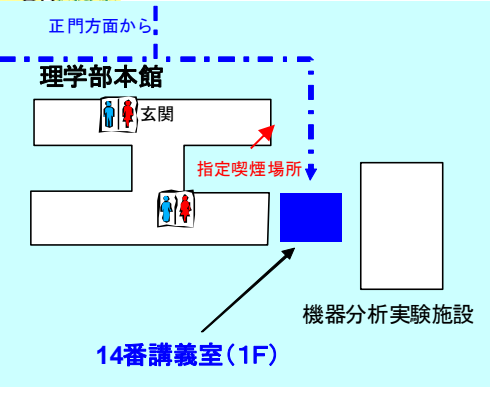 正門方面から
理学部本館
玄関
指定喫煙場所
機器分析実験施設
14番講義室（1F）